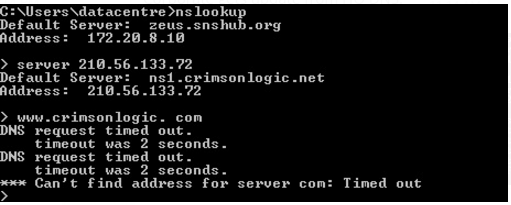 C:\Users\datacentre>nslookup
Default Server:  zeus.snshub.org
Address:  172.20.8.10
> server 210.56.133.72
Default Server:  ns1.crimsonlogic.net
Address:  210.56.133.72
> www.crimsonlogic. com
DNS request timed out.
    timeout was 2 seconds.
DNS request timed out.
    timeout was 2 seconds.
*** Can't find address for server com: Timed out
>